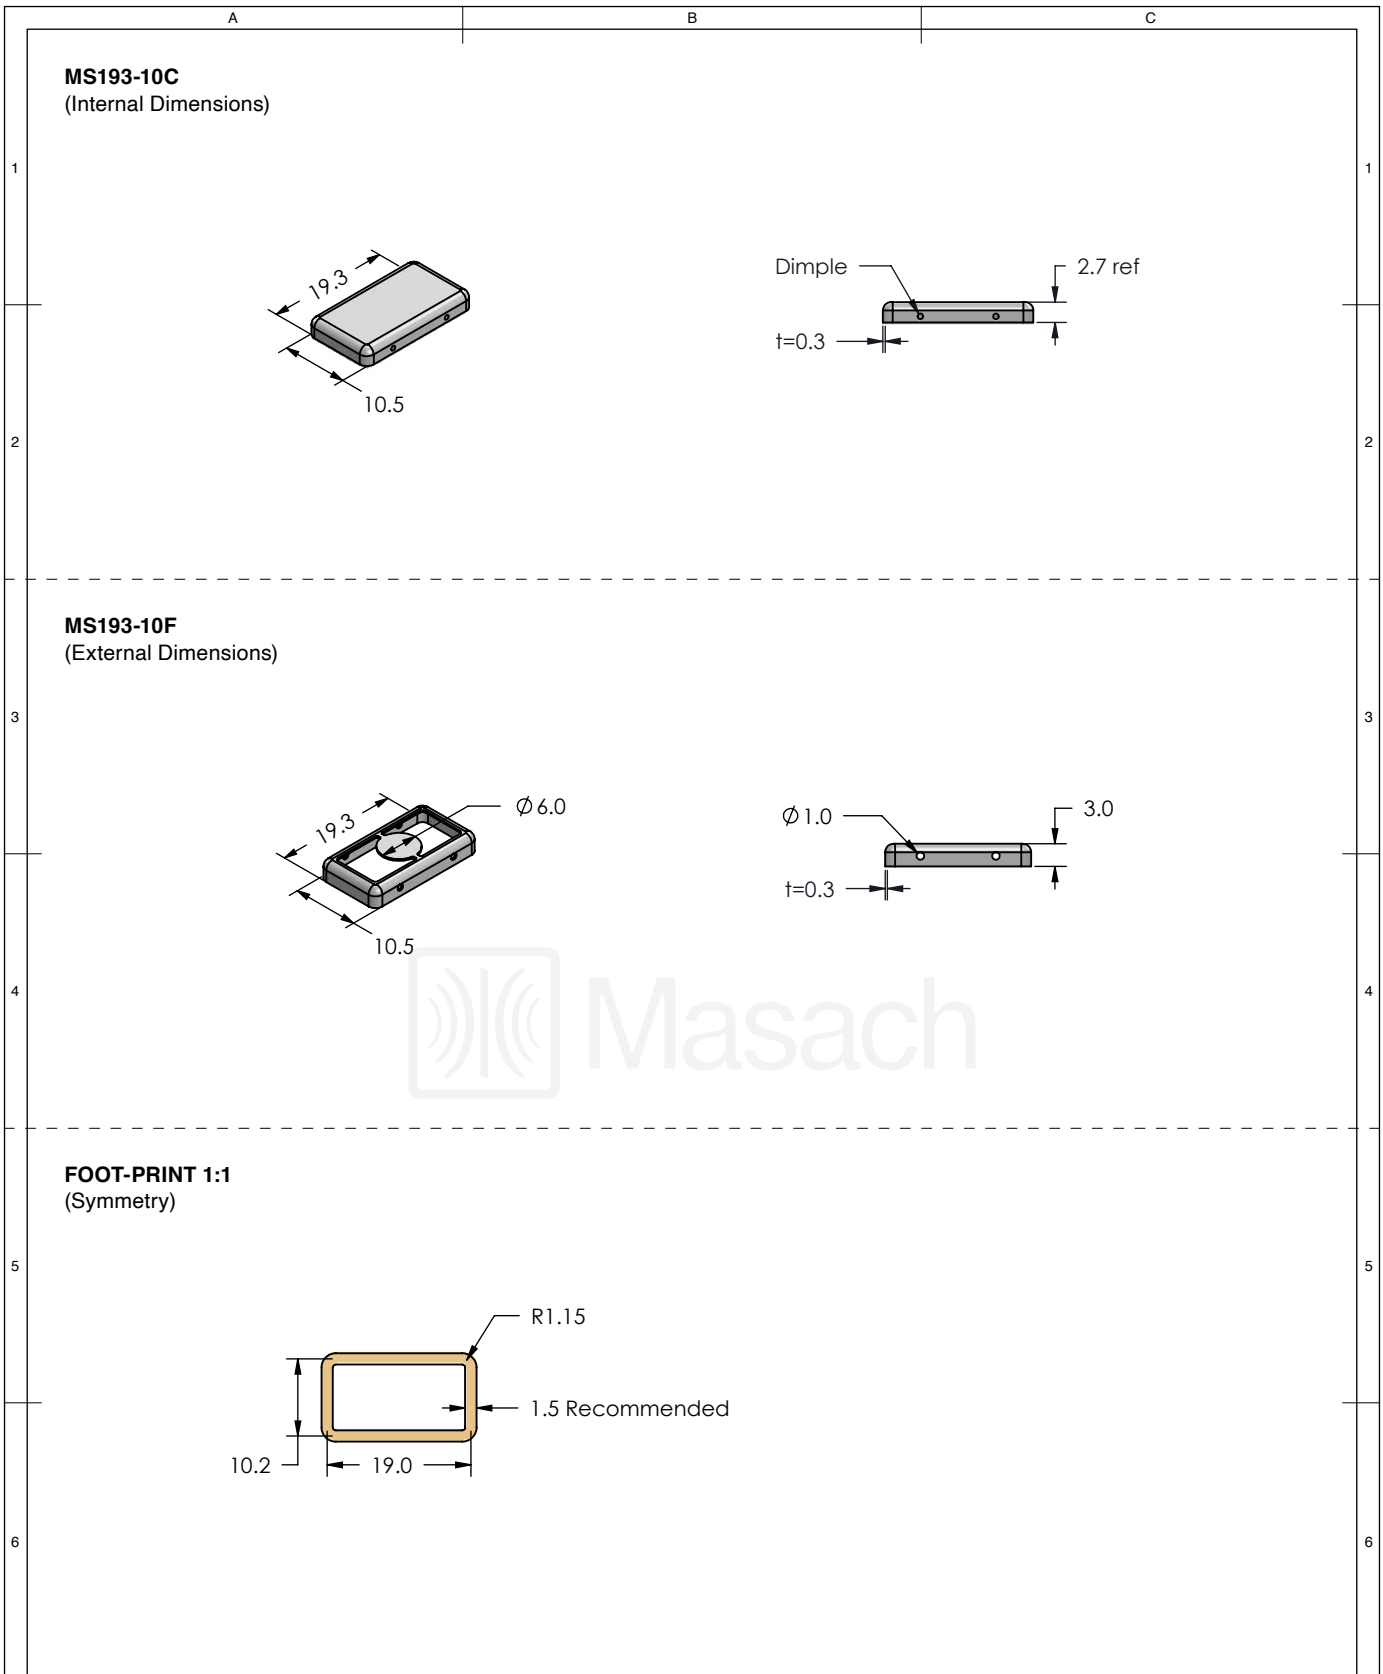 A B C
MS193-10C
(Internal Dimensions)
1 1
19.3
10.5
Dimple
2.7 ref
t=0.3
2 2
MS193-10F
(External Dimensions)
3 3
19.3
Ø6.0
10.5
Ø1.0
3.0
t=0.3
Masach
4 4
FOOT-PRINT 1:1
(Symmetry)
5 5
R1.15
1.5 Recommended
10.2
19.0
6 6